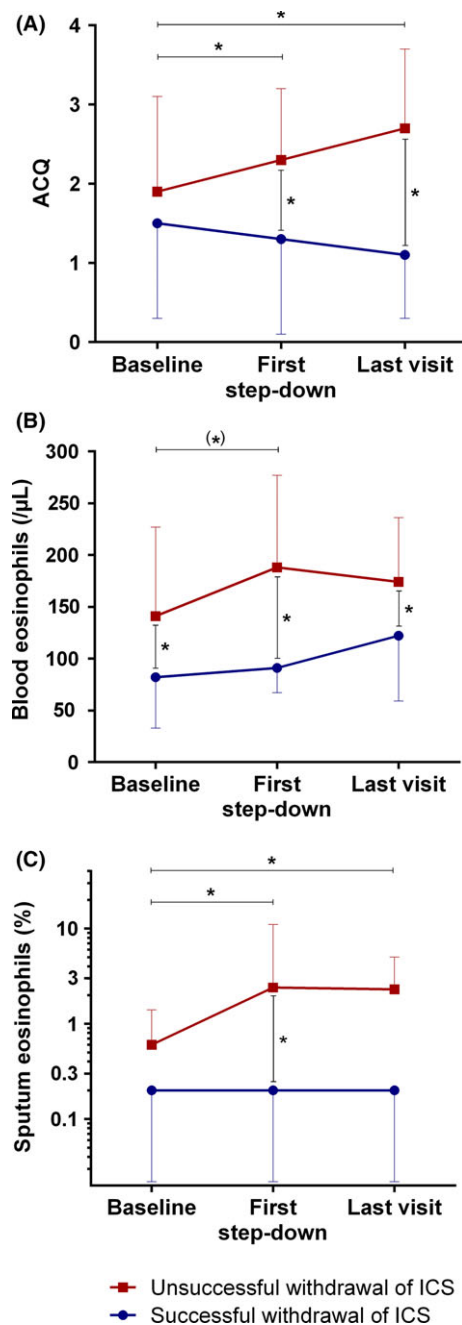 (A)
*
*
4
3
2
1
0
ACQ
*
*
Baseline
First
step-down
Last visit
(B)
(*)
300
250
200
150
100
50
0
Blood eosinophils (/µL)
*
*
*
Baseline
First
step-down
Last visit
(C)
*
*
10
3
1
0.3
0.1
Sputum eosinophils (%)
*
Baseline
First
step-down
Last visit
Unsuccessful withdrawal of ICS
Successful withdrawal of ICS